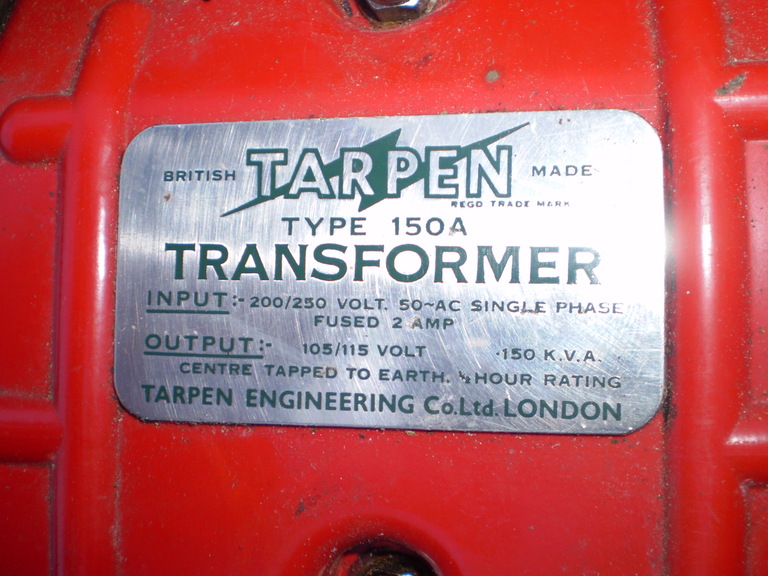 BRITISH TARPEN MADE
REGD TRADE MARK
TYPE 150A
TRANSFORMER
INPUT:- 200/250 VOLT. 50~AC SINGLE PHASE
FUSED 2 AMP
OUTPUT:- 105/115 VOLT ·150 K.V.A.
CENTRE TAPPED TO EARTH. ½ HOUR RATING
TARPEN ENGINEERING Co.Ltd. LONDON